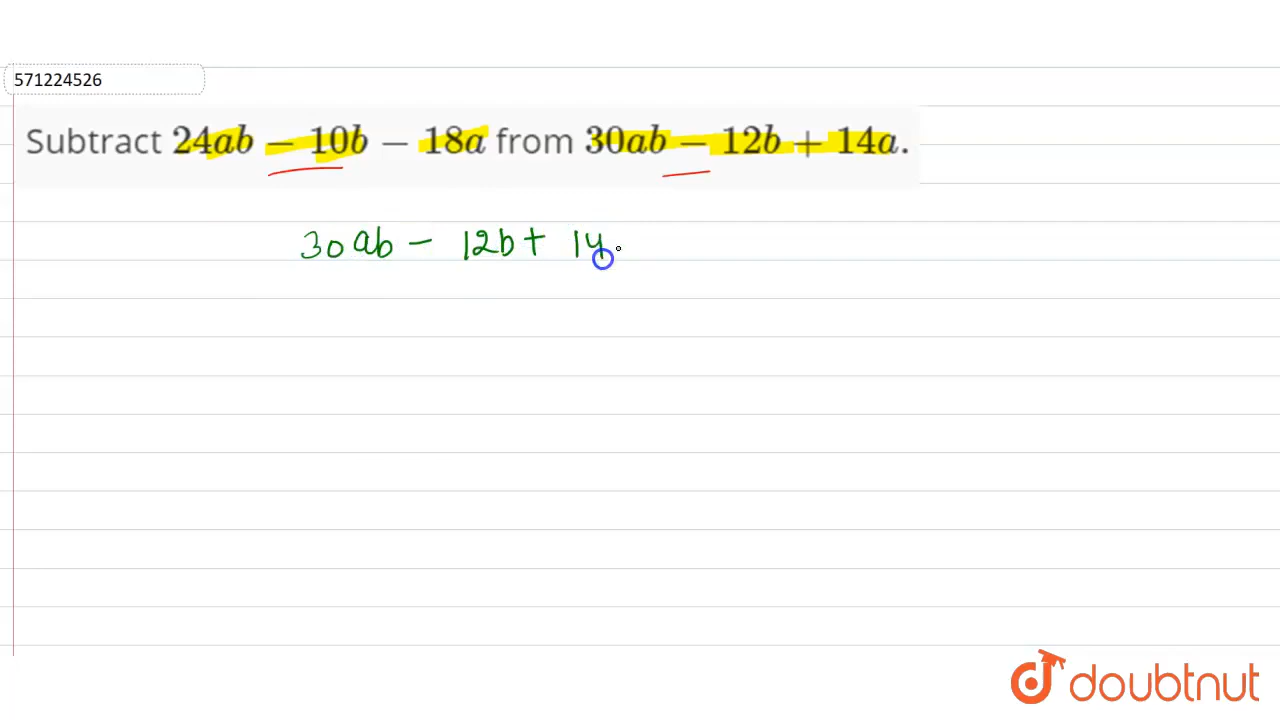 571224526
Subtract 24ab − 10b − 18a from 30ab − 12b + 14a.
30ab − 12b + 14
doubtnut